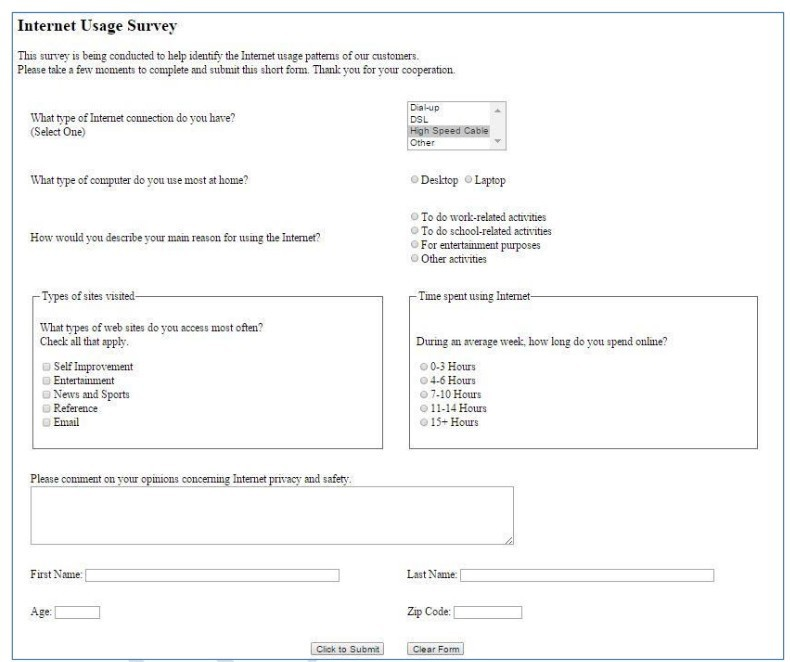 Internet Usage Survey
This survey is being conducted to help identify the Internet usage patterns of our customers.
Please take a few moments to complete and submit this short form. Thank you for your cooperation.
What type of Internet connection do you have?
(Select One)
Dial-up
DSL
High Speed Cable
Other
What type of computer do you use most at home?
Desktop Laptop
How would you describe your main reason for using the Internet?
To do work-related activities
To do school-related activities
For entertainment purposes
Other activities
Types of sites visited
What types of web sites do you access most often?
Check all that apply.
Self Improvement
Entertainment
News and Sports
Reference
Email
Time spent using Internet
During an average week, how long do you spend online?
0-3 Hours
4-6 Hours
7-10 Hours
11-14 Hours
15+ Hours
Please comment on your opinions concerning Internet privacy and safety.
First Name:
Last Name:
Age:
Zip Code:
Click to Submit
Clear Form